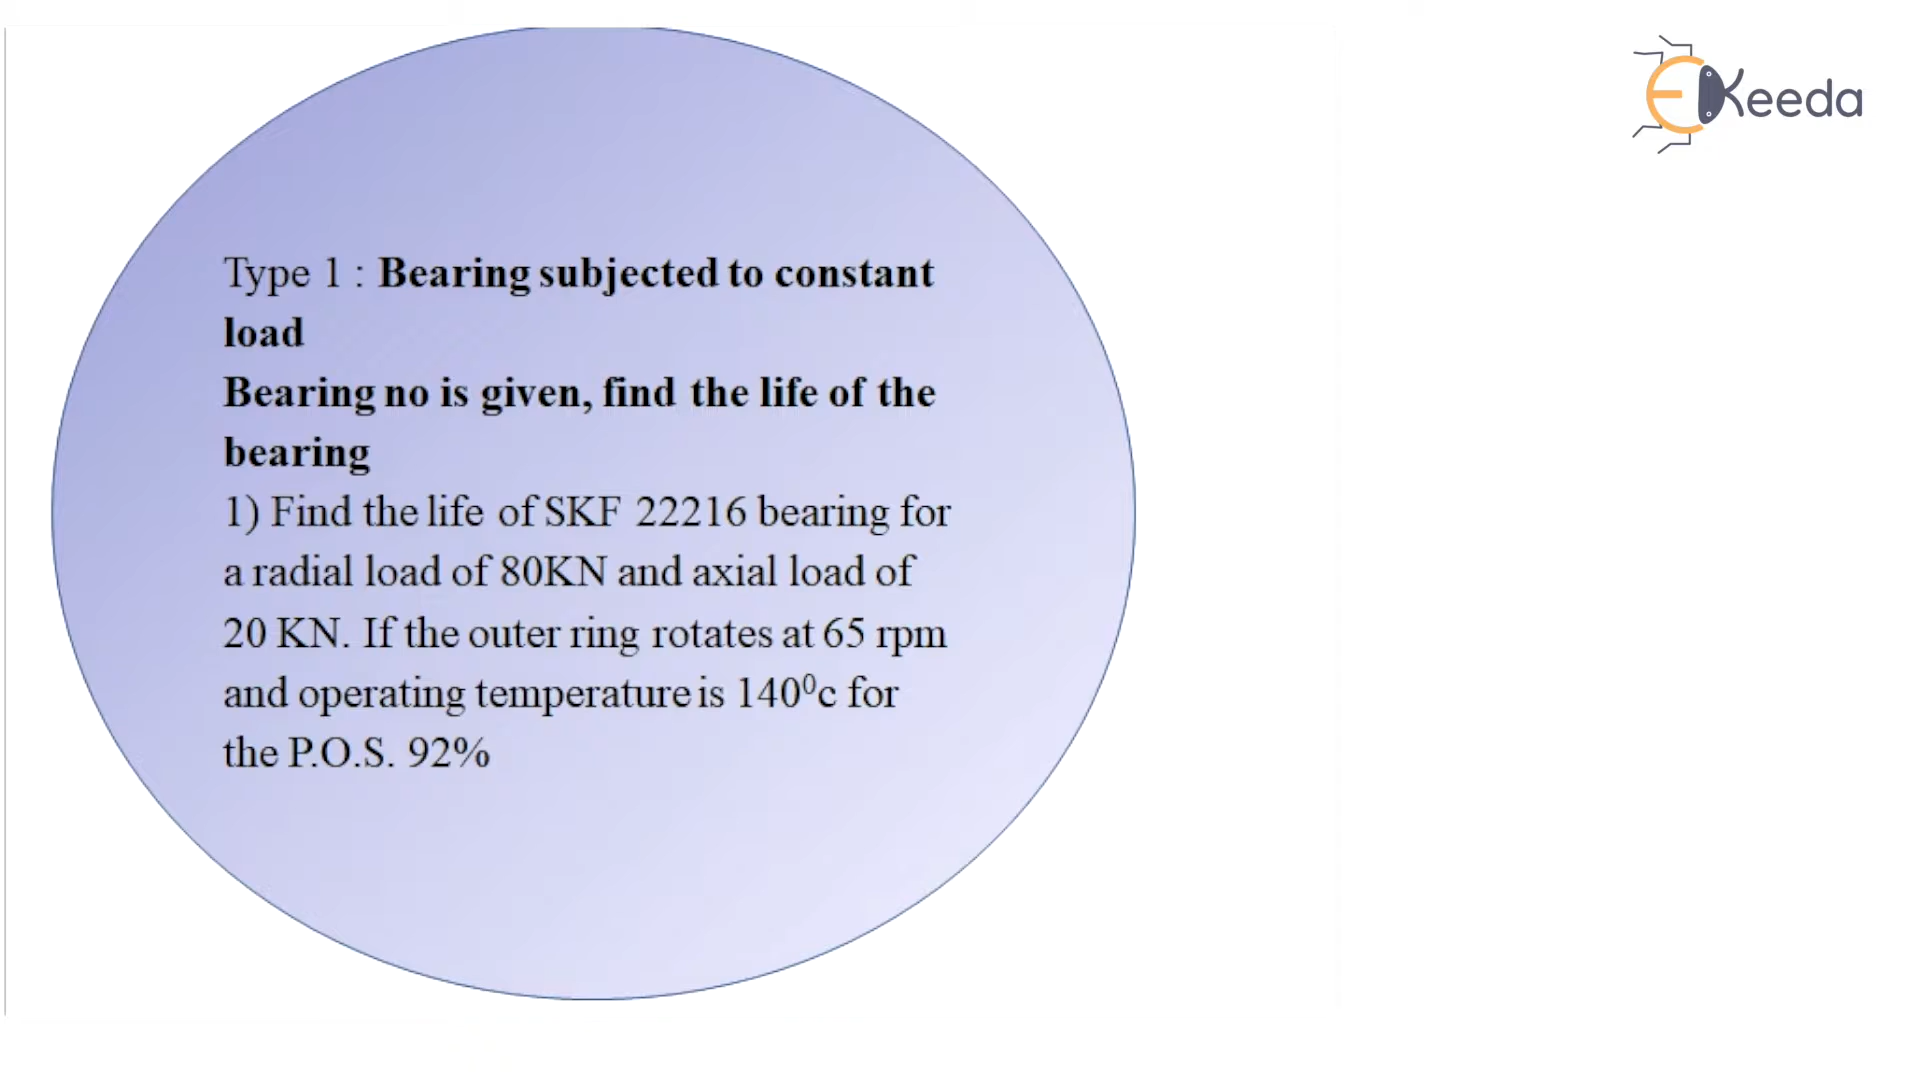 EKeeda
Type 1 : Bearing subjected to constant
load
Bearing no is given, find the life of the
bearing
1) Find the life of SKF 22216 bearing for
a radial load of 80KN and axial load of
20 KN. If the outer ring rotates at 65 rpm
and operating temperature is 140⁰c for
the P.O.S. 92%